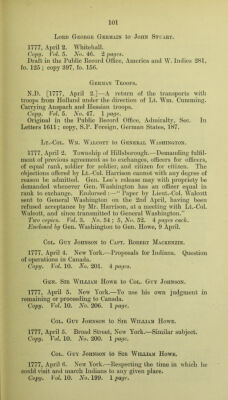 101
Lord George Germain to John Stuart.
1777, April 2. Whitehall.
Copy. Vol. 5. No. 46. 2 pages.
Draft in the Public Record Office, America and W. Indies 281,
fo. 125; copy 397, fo. 156.
German Troops.
N.D. [1777, April 2.]—A return of the transports with
troops from Holland under the direction of Lt. Wm. Cumming.
Carrying Anspach and Hessian troops.
Copy. Vol. 5. No. 47. 1 page.
Original in the Public Record Office, Admiralty, Sec. In
Letters 1611; copy, S.P. Foreign, German States, 187.
Lt.-Col. Wm. Walcott to General Washington.
1777, April 2. Township of Hillsborough.—Demanding fulfil-
ment of previous agreement as to exchanges, officers for officers,
of equal rank, soldier for soldier, and citizen for citizen. The
objections offered by Lt.-Col. Harrison cannot with any degree of
reason be admitted. Gen. Lee's release may with propriety be
demanded whenever Gen. Washington has an officer equal in
rank to exchange. Endorsed:—"Paper by Lieut.-Col. Walcott
sent to General Washington on the 2nd April, having been
refused acceptance by Mr. Harrison, at a meeting with Lt.-Col.
Walcott, and since transmitted to General Washington."
Two copies. Vol. 5. No. 54; 5, No. 52. 4 pages each.
Enclosed by Gen. Washington to Gen. Howe, 9 April.
Col. Guy Johnson to Capt. Robert Mackenzie.
1777, April 4. New York.—Proposals for Indians. Question
of operations in Canada.
Copy. Vol. 10. No. 201. 4 pages.
Gen. Sir William Howe to Col. Guy Johnson.
1777, April 5. New York.—To use his own judgment in
remaining or proceeding to Canada.
Copy. Vol. 10. No. 206. 1 page.
Col. Guy Johnson to Sir William Howe.
1777, April 5. Broad Street, New York.—Similar subject.
Copy. Vol. 10. No. 200. 1 page.
Col. Guy Johnson to Sir William Howe.
1777, April 6. New York.—Respecting the time in which he
could visit and march Indians to any given place.
Copy. Vol. 10. No. 199. 1 page.